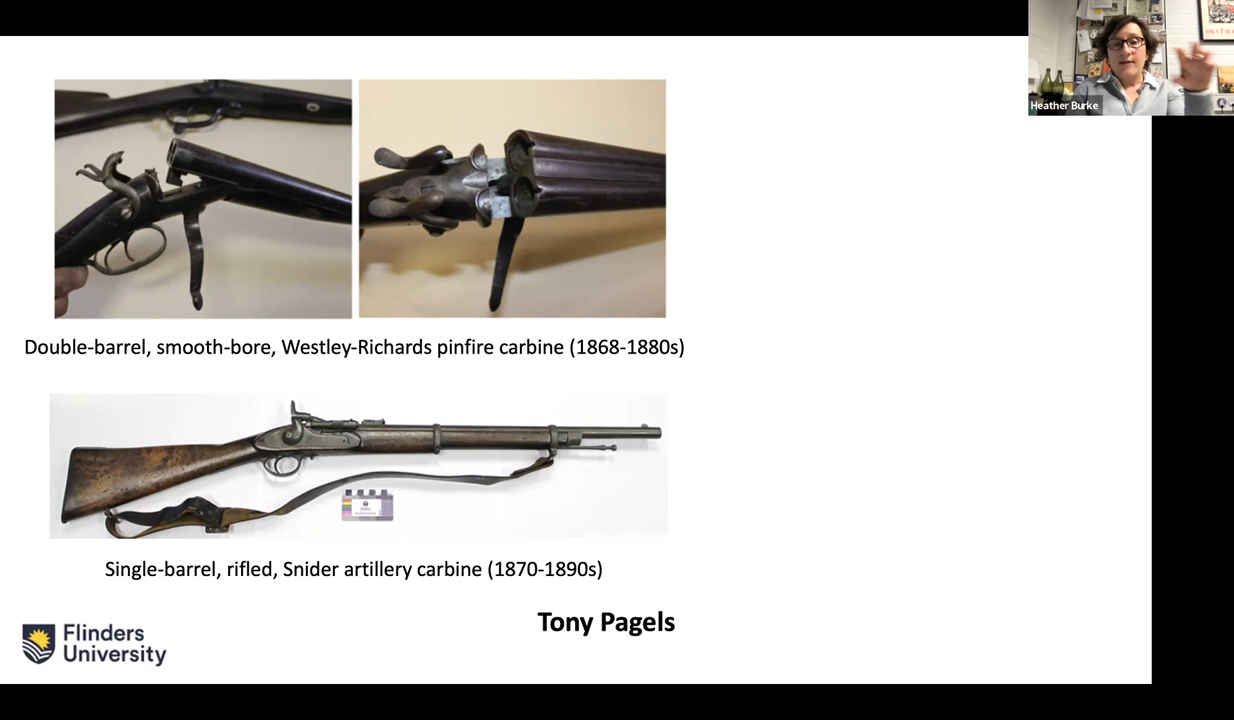 Heather Burke
Double-barrel, smooth-bore, Westley-Richards pinfire carbine (1868-1880s)
Single-barrel, rifled, Snider artillery carbine (1870-1890s)
Tony Pagels
Flinders
University